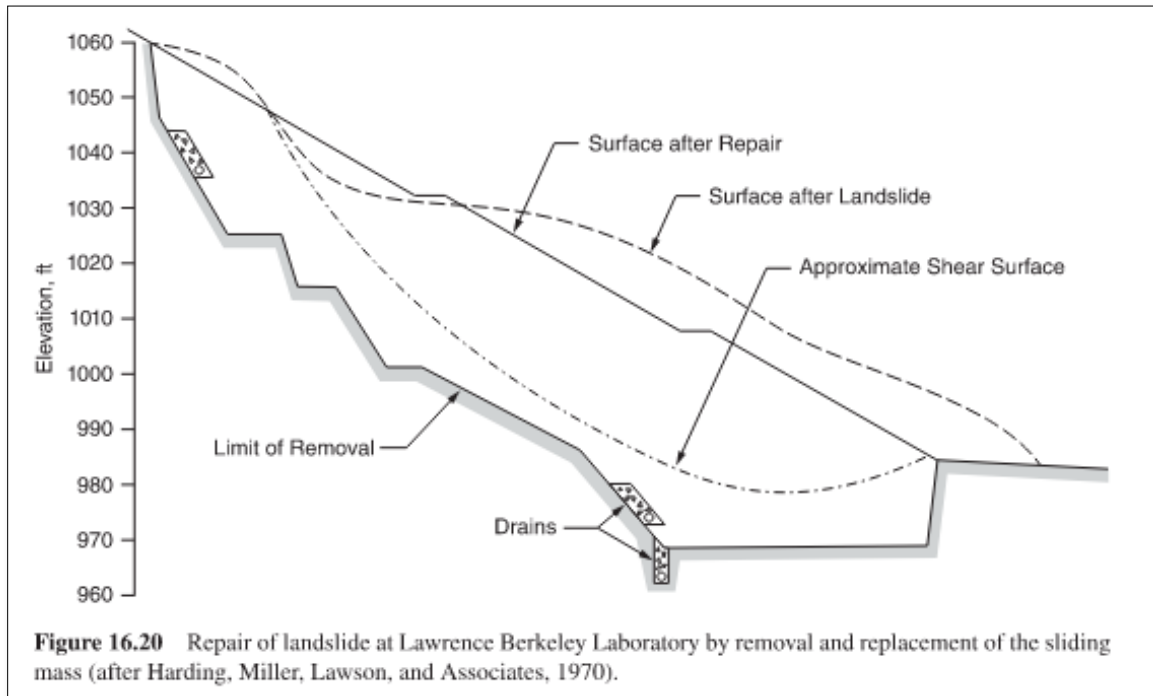 1060
1050
1040
1030
1020
1010
1000
990
980
970
960
Elevation, ft
Surface after Repair
Surface after Landslide
Approximate Shear Surface
Limit of Removal
Drains
Figure 16.20 Repair of landslide at Lawrence Berkeley Laboratory by removal and replacement of the sliding
mass (after Harding, Miller, Lawson, and Associates, 1970).